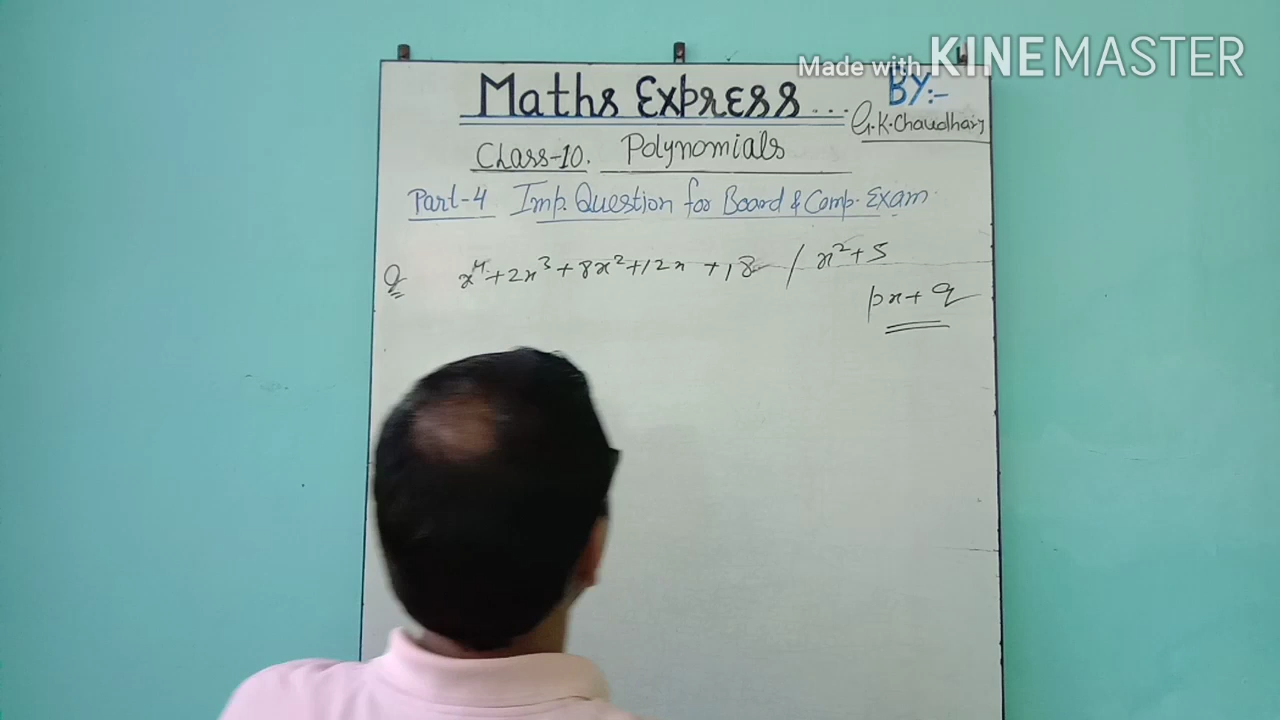 Made with KINEMASTER
Maths Express ... BY:-
G.K.Chaudhary
Class-10. Polynomials
Part-4 Imp. Question for Board & Comp. Exam.
Q x⁴+2x³+8x²+12x+18 / x²+5
px+q